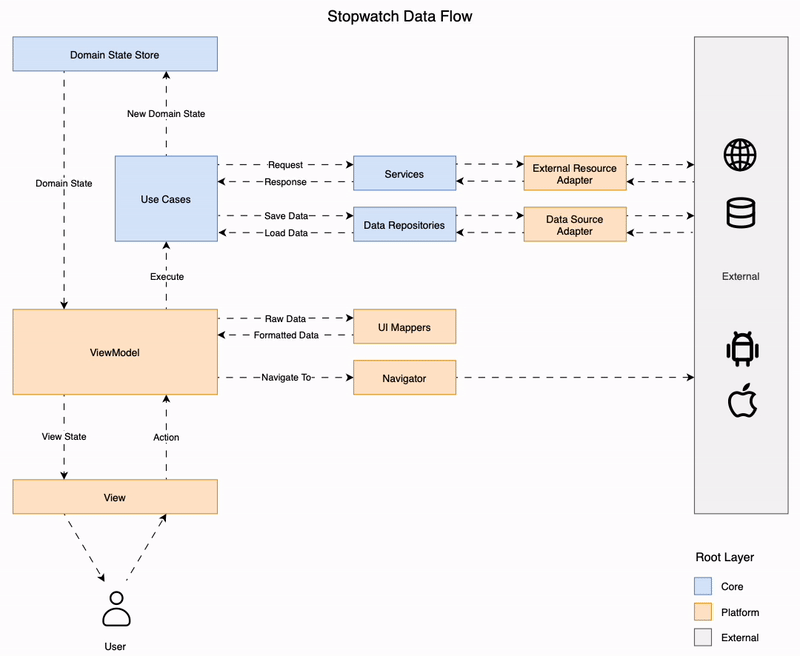 Stopwatch Data Flow
Domain State Store
New Domain State
Domain State
Use Cases
Request
Response
Services
External Resource
Adapter
Save Data
Load Data
Data Repositories
Data Source
Adapter
External
Execute
ViewModel
Raw Data
Formatted Data
UI Mappers
Navigate To
Navigator
View State
Action
View
User
Root Layer
Core
Platform
External